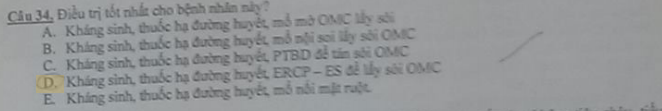 Câu 34. Điều trị tốt nhất cho bệnh nhân này?
A. Kháng sinh, thuốc hạ đường huyết, mổ mở OMC lấy sỏi
B. Kháng sinh, thuốc hạ đường huyết, mổ nội soi lấy sỏi OMC
C. Kháng sinh, thuốc hạ đường huyết, PTBD để tán sỏi OMC
D. Kháng sinh, thuốc hạ đường huyết, ERCP – ES để lấy sỏi OMC
E. Kháng sinh, thuốc hạ đường huyết, mổ nối mật ruột.